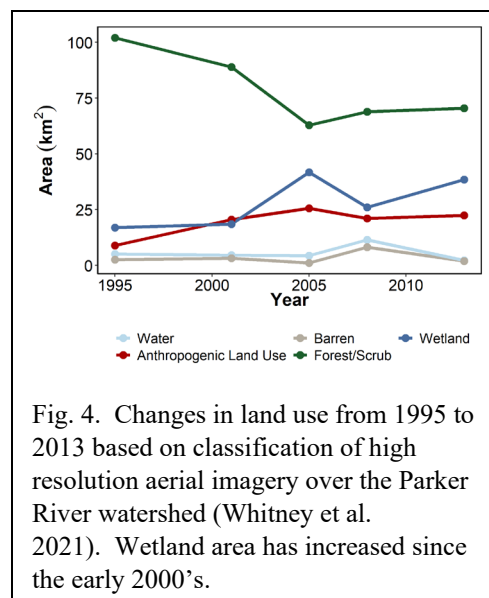 100
75
50
25
0
Area (km²)
1995 2000 2005 2010
Year
Water Barren Wetland
Anthropogenic Land Use Forest/Scrub
Fig. 4. Changes in land use from 1995 to
2013 based on classification of high
resolution aerial imagery over the Parker
River watershed (Whitney et al.
2021). Wetland area has increased since
the early 2000’s.